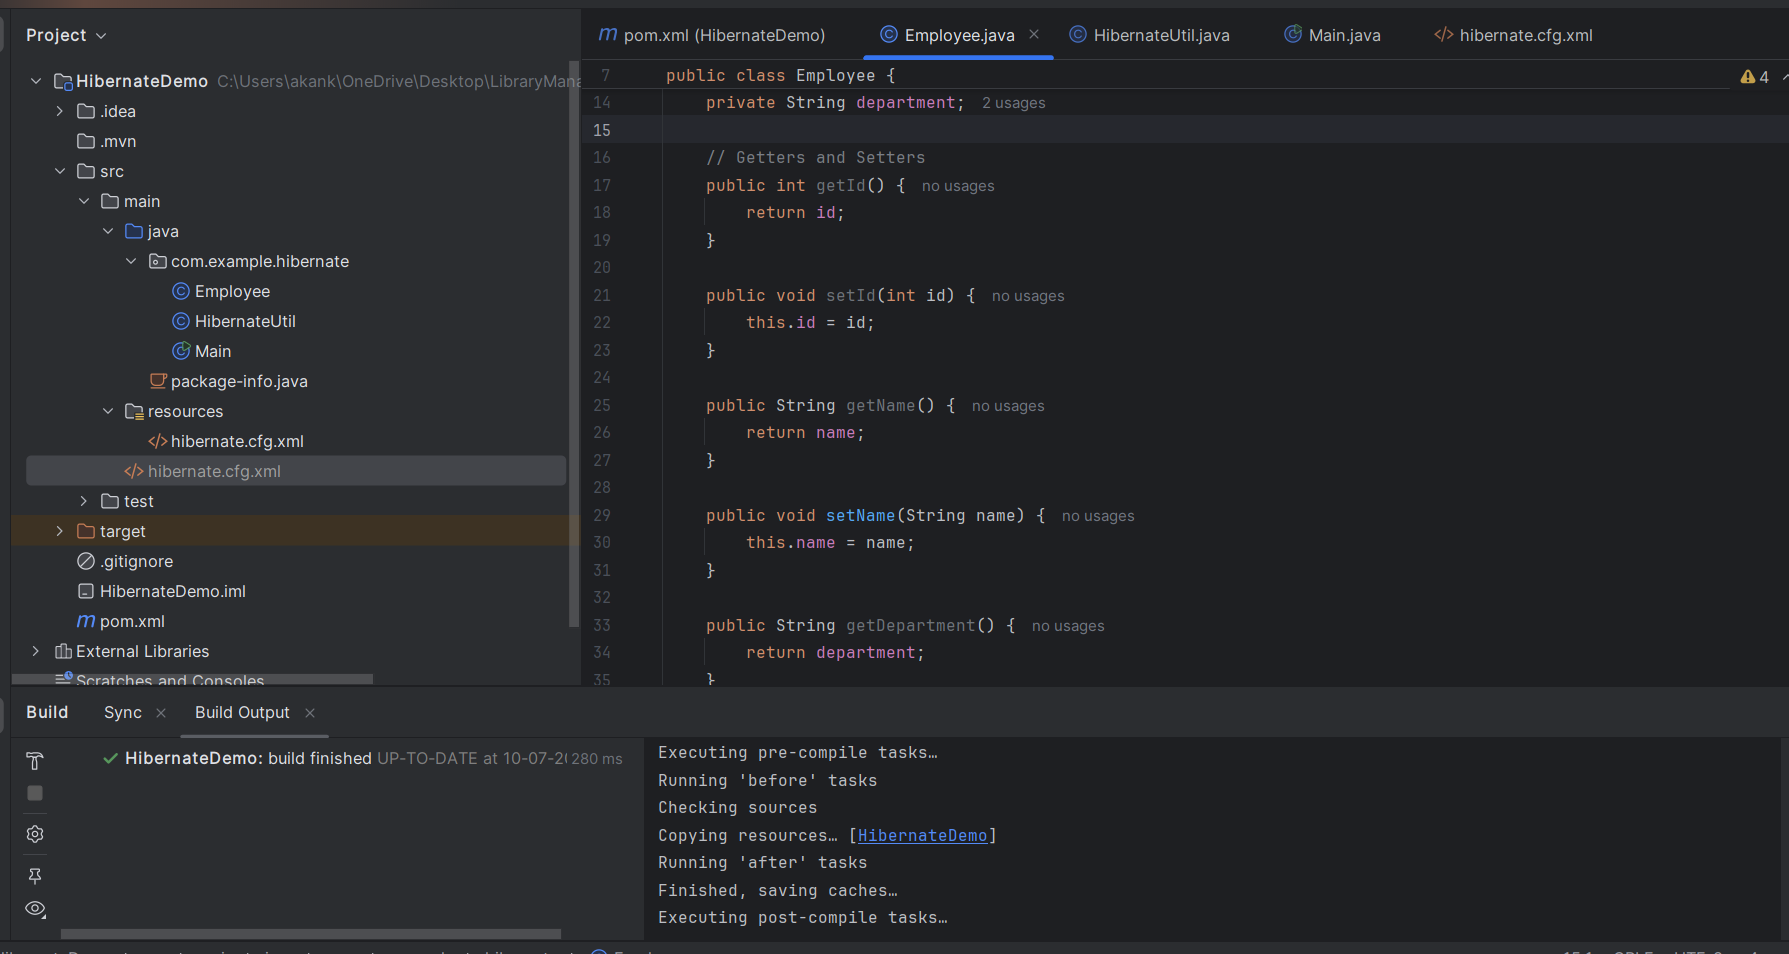 Project
HibernateDemo C:\Users\akank\OneDrive\Desktop\LibraryMana
.idea
.mvn
src
main
java
com.example.hibernate
Employee
HibernateUtil
Main
package-info.java
resources
hibernate.cfg.xml
hibernate.cfg.xml
test
target
.gitignore
HibernateDemo.iml
pom.xml
External Libraries
Scratches and Consoles
pom.xml (HibernateDemo) Employee.java HibernateUtil.java Main.java hibernate.cfg.xml
7 public class Employee { 4
14 private String department; 2 usages
15
16 // Getters and Setters
17 public int getId() { no usages
18 return id;
19 }
20
21 public void setId(int id) { no usages
22 this.id = id;
23 }
24
25 public String getName() { no usages
26 return name;
27 }
28
29 public void setName(String name) { no usages
30 this.name = name;
31 }
32
33 public String getDepartment() { no usages
34 return department;
35 }
Build Sync Build Output
HibernateDemo: build finished UP-TO-DATE at 10-07-20 280 ms
Executing pre-compile tasks…
Running 'before' tasks
Checking sources
Copying resources… [HibernateDemo]
Running 'after' tasks
Finished, saving caches…
Executing post-compile tasks…